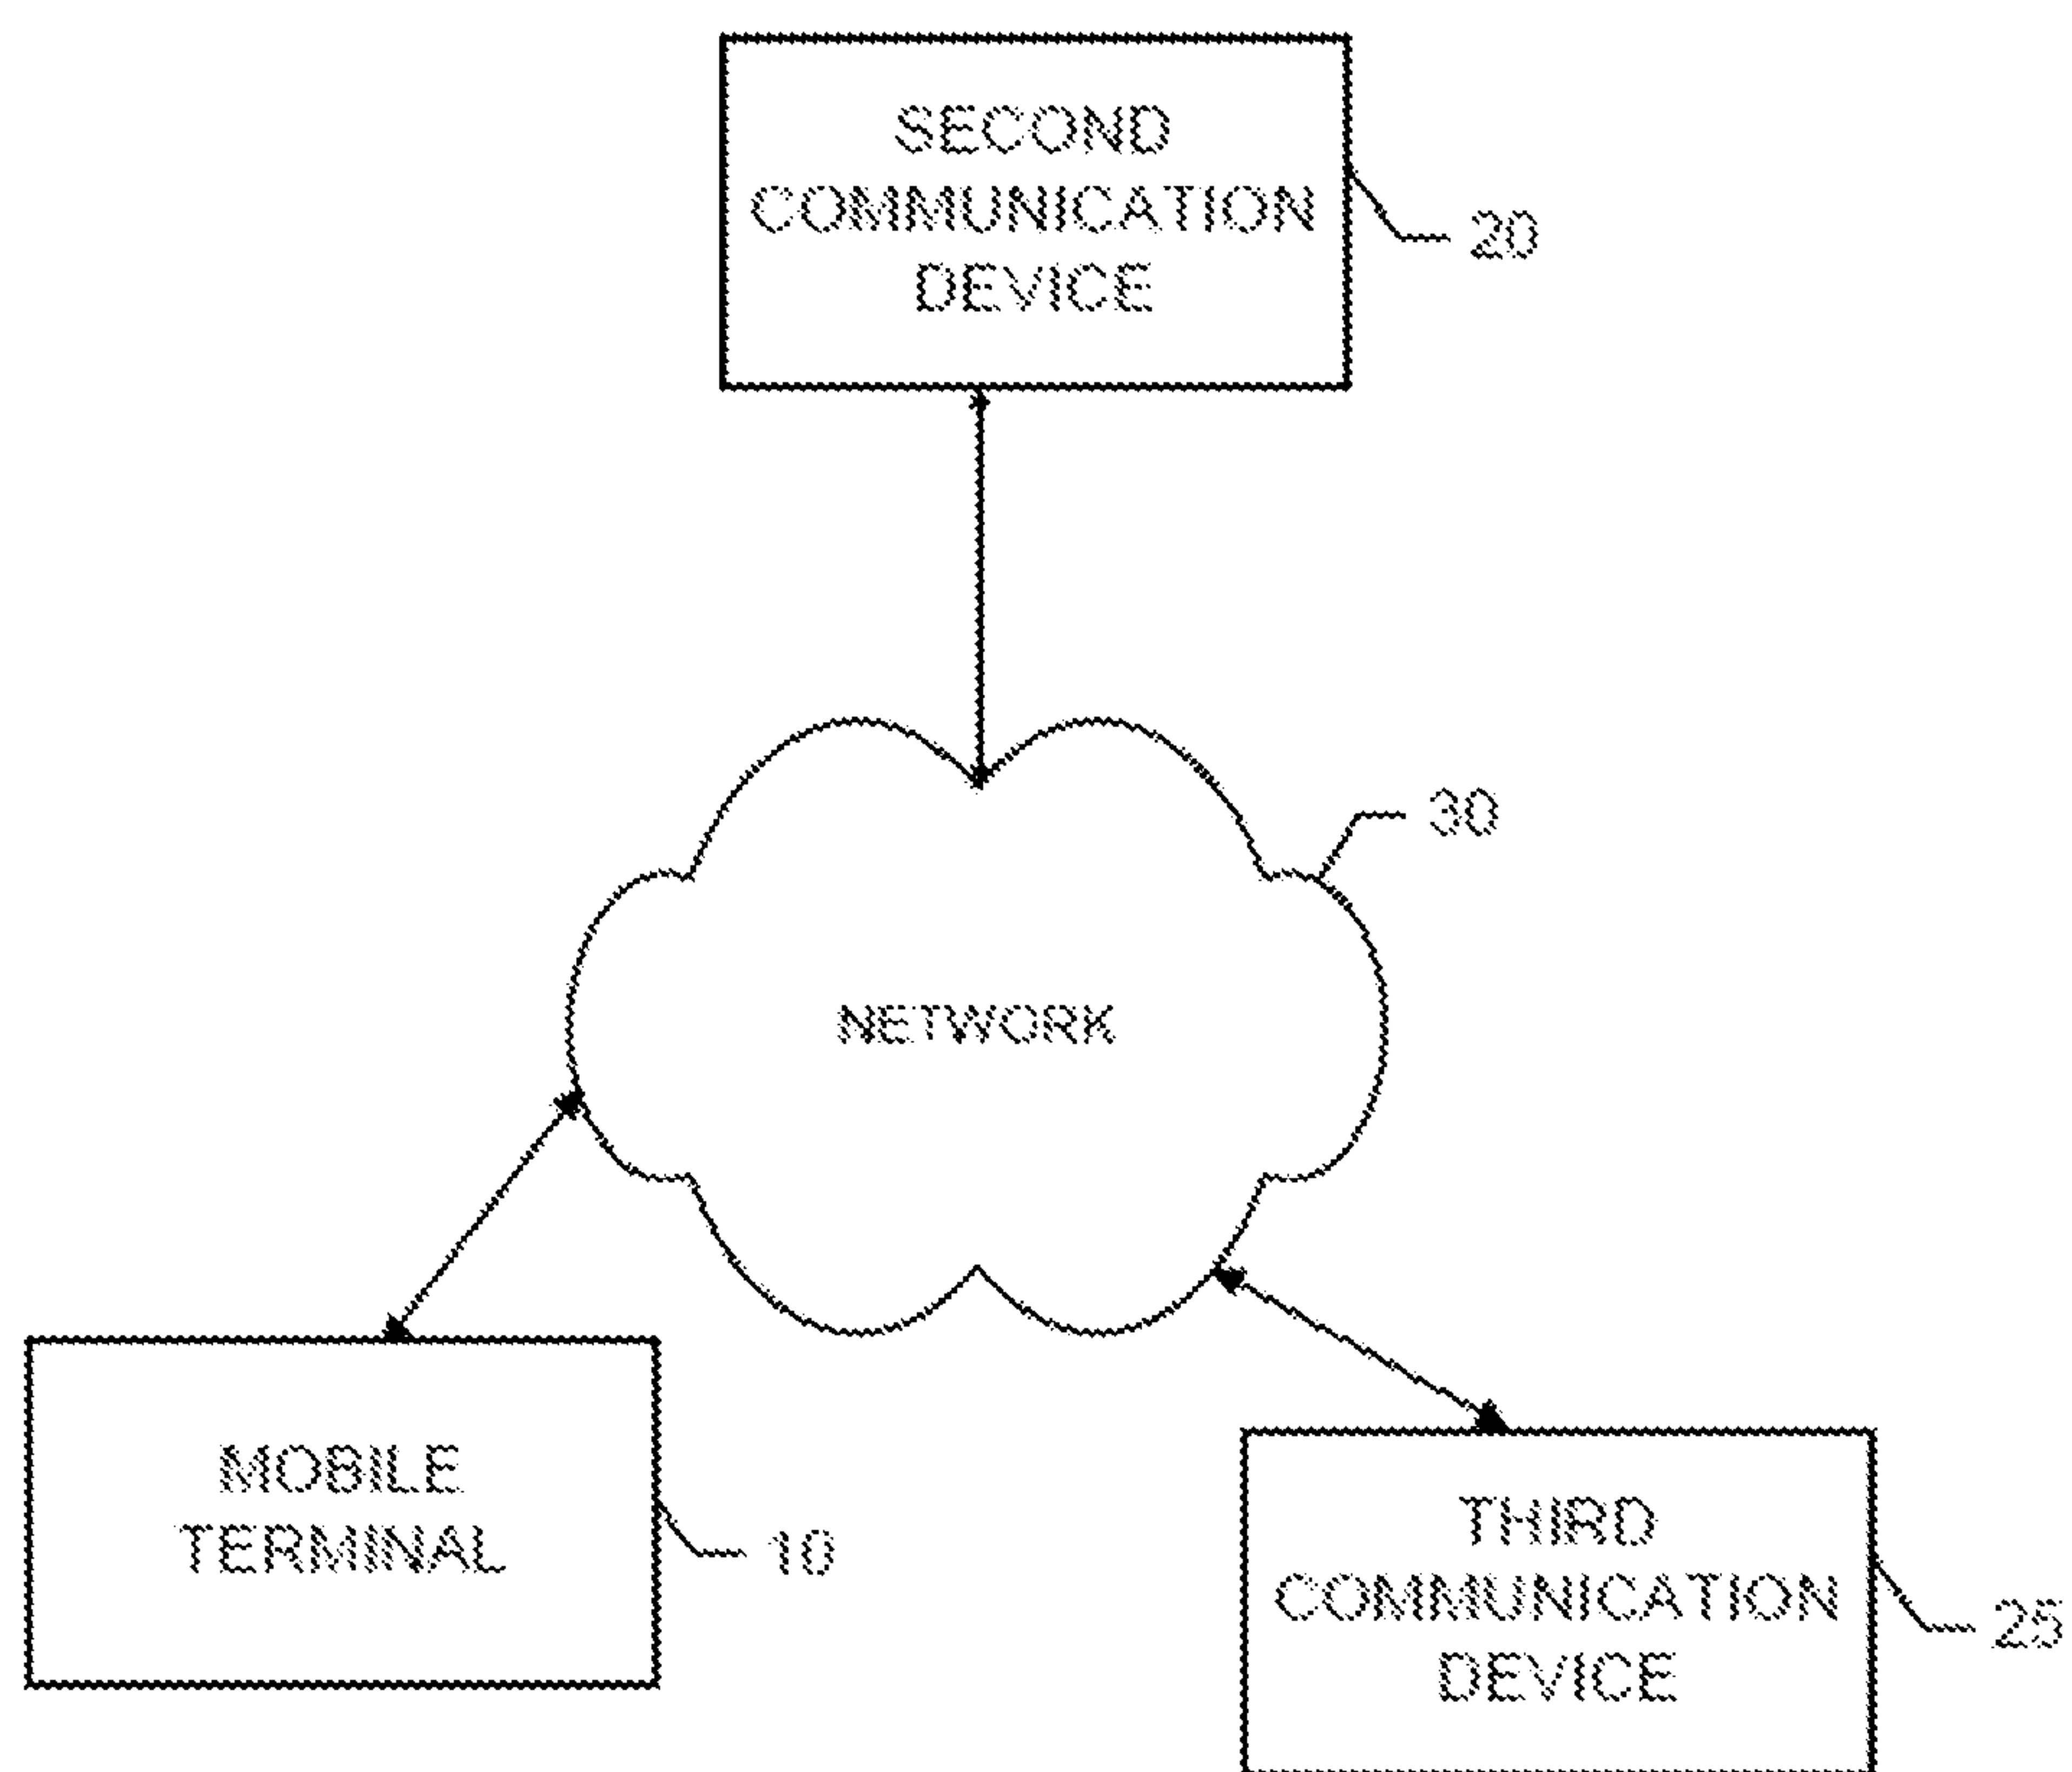 SECOND
COMMUNICATION
DEVICE
20
30
NETWORK
MOBILE
TERMINAL
10
THIRD
COMMUNICATION
DEVICE
25